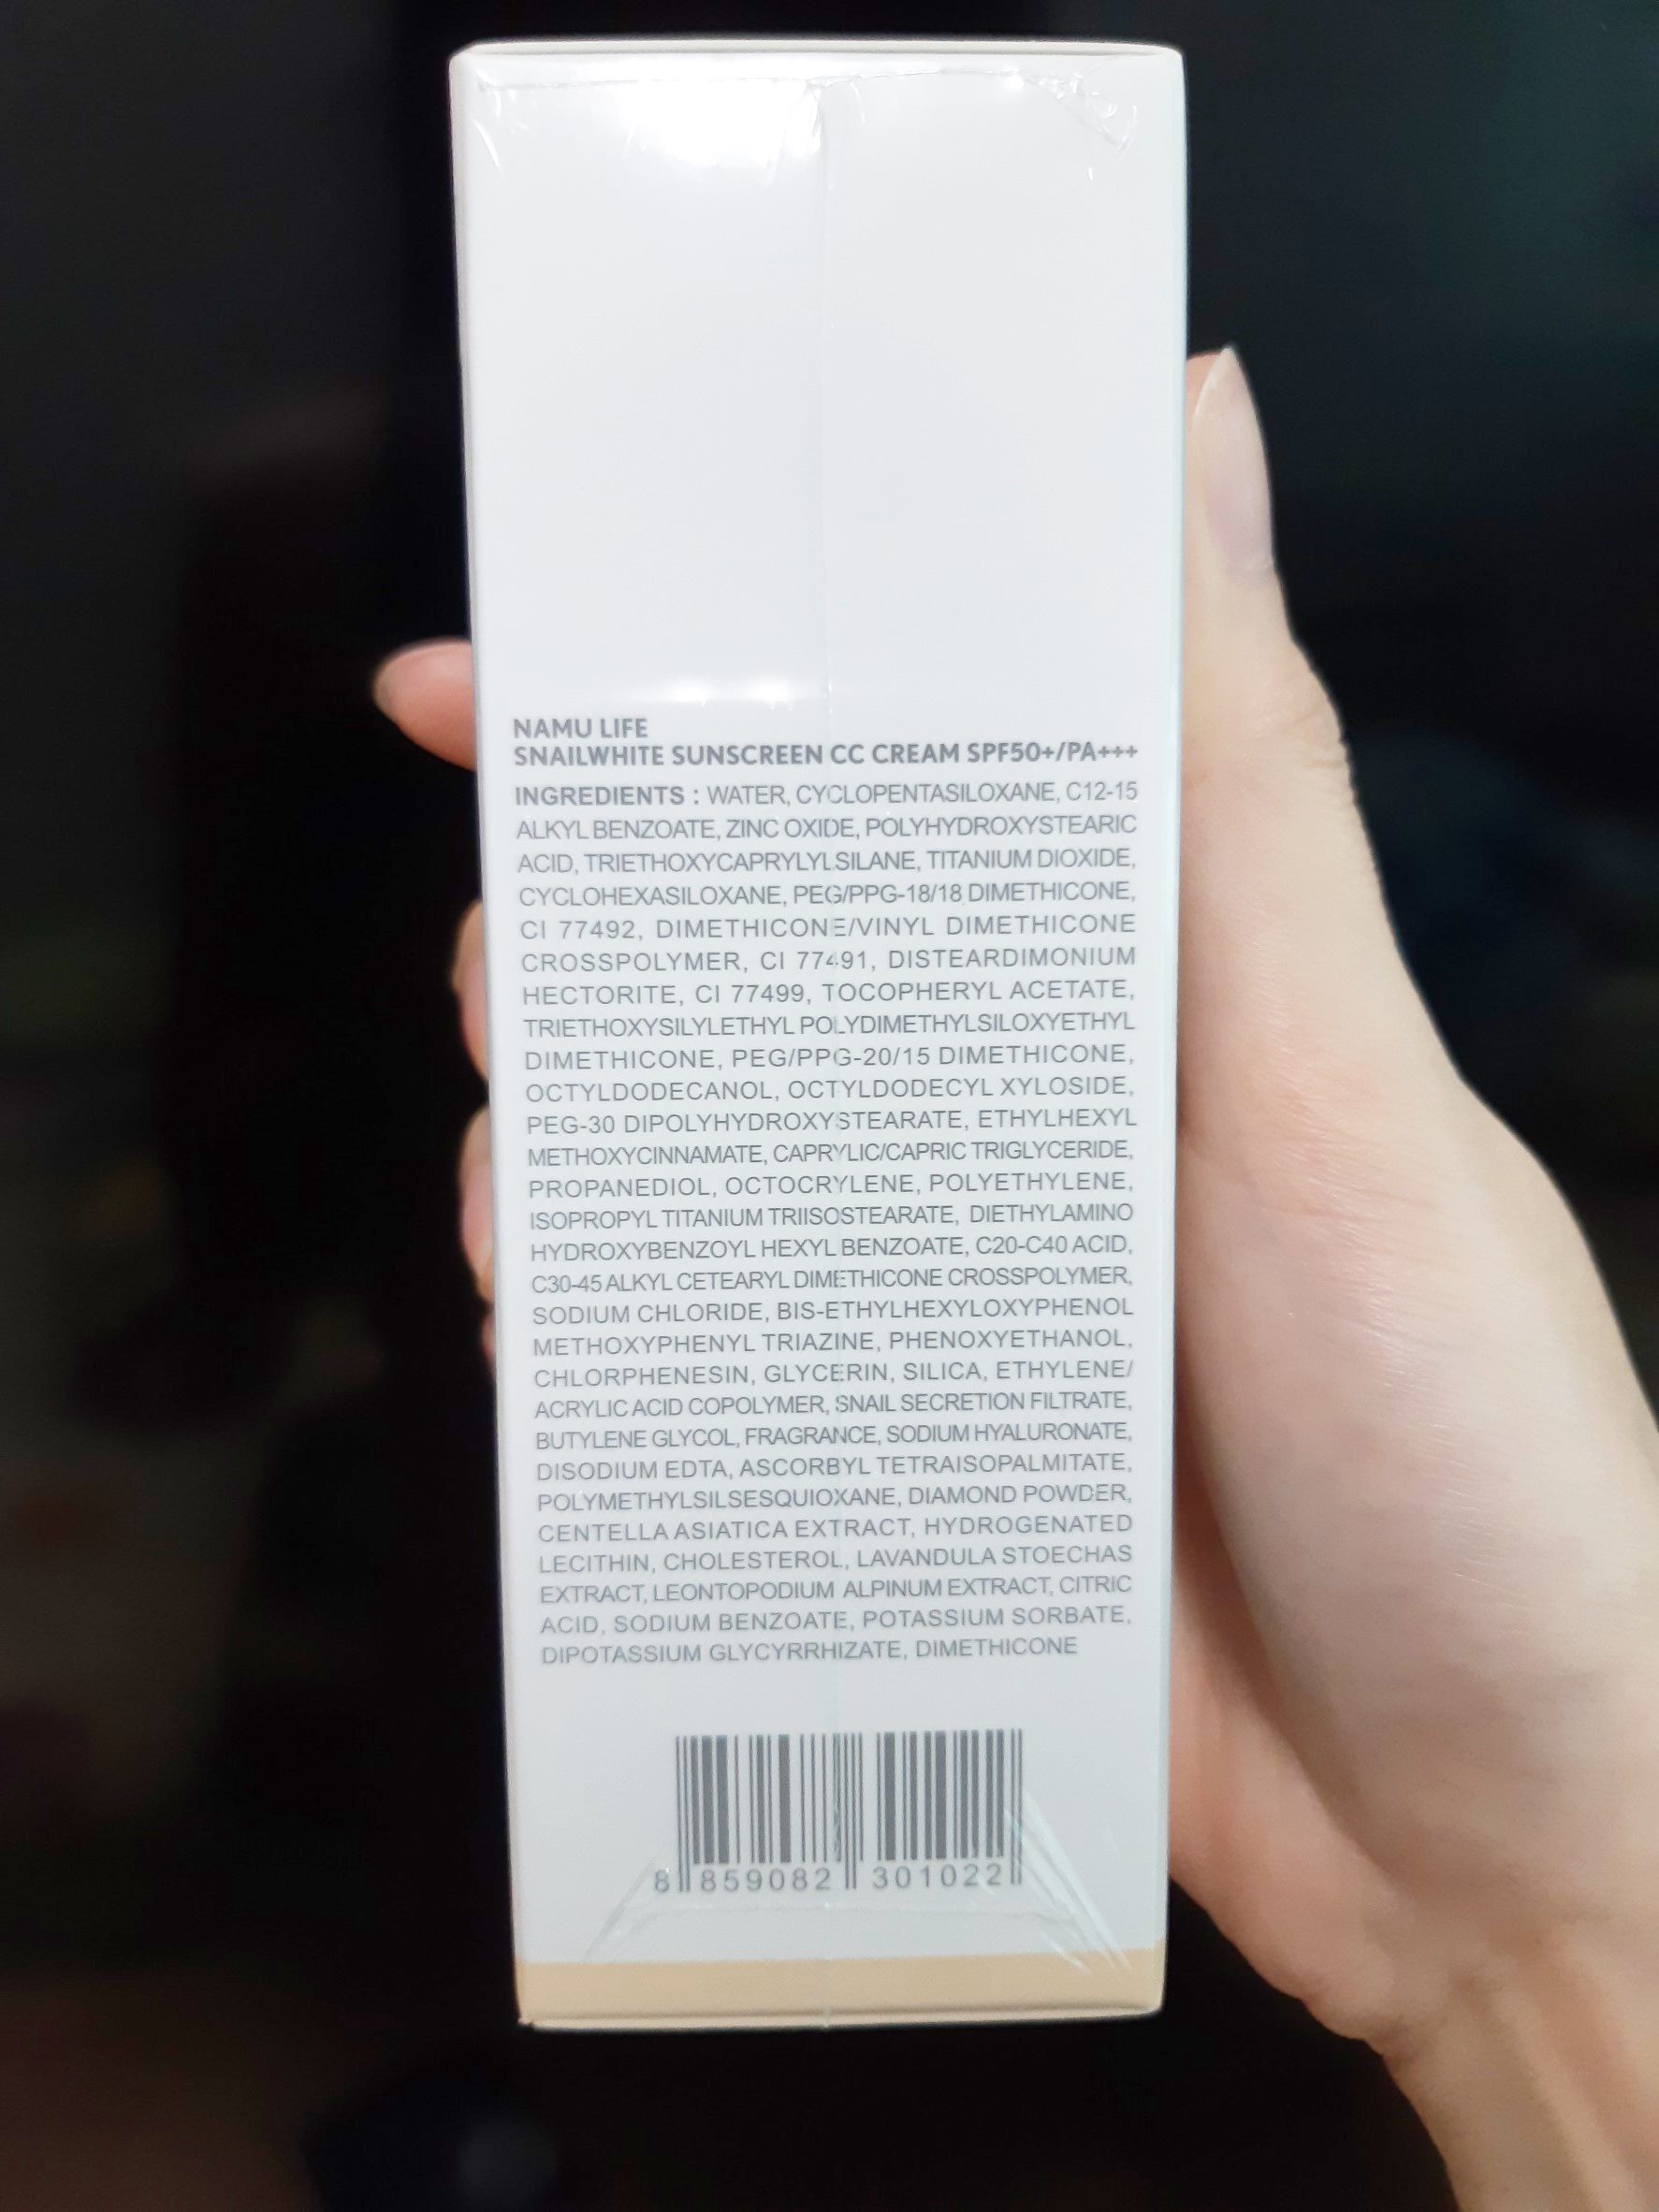 NAMU LIFE
SNAILWHITE SUNSCREEN CC CREAM SPF50+/PA+++
INGREDIENTS : WATER, CYCLOPENTASILOXANE, C12-15
ALKYL BENZOATE, ZINC OXIDE, POLYHYDROXYSTEARIC
ACID, TRIETHOXYCAPRYLYLSILANE, TITANIUM DIOXIDE,
CYCLOHEXASILOXANE, PEG/PPG-18/18 DIMETHICONE,
CI 77492, DIMETHICONE/VINYL DIMETHICONE
CROSSPOLYMER, CI 77491, DISTEARDIMONIUM
HECTORITE, CI 77499, TOCOPHERYL ACETATE,
TRIETHOXYSILYLETHYL POLYDIMETHYLSILOXYETHYL
DIMETHICONE, PEG/PPG-20/15 DIMETHICONE,
OCTYLDODECANOL, OCTYLDODECYL XYLOSIDE,
PEG-30 DIPOLYHYDROXYSTEARATE, ETHYLHEXYL
METHOXYCINNAMATE, CAPRYLIC/CAPRIC TRIGLYCERIDE,
PROPANEDIOL, OCTOCRYLENE, POLYETHYLENE,
ISOPROPYL TITANIUM TRIISOSTEARATE, DIETHYLAMINO
HYDROXYBENZOYL HEXYL BENZOATE, C20-C40 ACID,
C30-45 ALKYL CETEARYL DIMETHICONE CROSSPOLYMER,
SODIUM CHLORIDE, BIS-ETHYLHEXYLOXYPHENOL
METHOXYPHENYL TRIAZINE, PHENOXYETHANOL,
CHLORPHENESIN, GLYCERIN, SILICA, ETHYLENE/
ACRYLIC ACID COPOLYMER, SNAIL SECRETION FILTRATE,
BUTYLENE GLYCOL, FRAGRANCE, SODIUM HYALURONATE,
DISODIUM EDTA, ASCORBYL TETRAISOPALMITATE,
POLYMETHYLSILSESQUIOXANE, DIAMOND POWDER,
CENTELLA ASIATICA EXTRACT, HYDROGENATED
LECITHIN, CHOLESTEROL, LAVANDULA STOECHAS
EXTRACT, LEONTOPODIUM ALPINUM EXTRACT, CITRIC
ACID, SODIUM BENZOATE, POTASSIUM SORBATE,
DIPOTASSIUM GLYCYRRHIZATE, DIMETHICONE
8 859082 301022